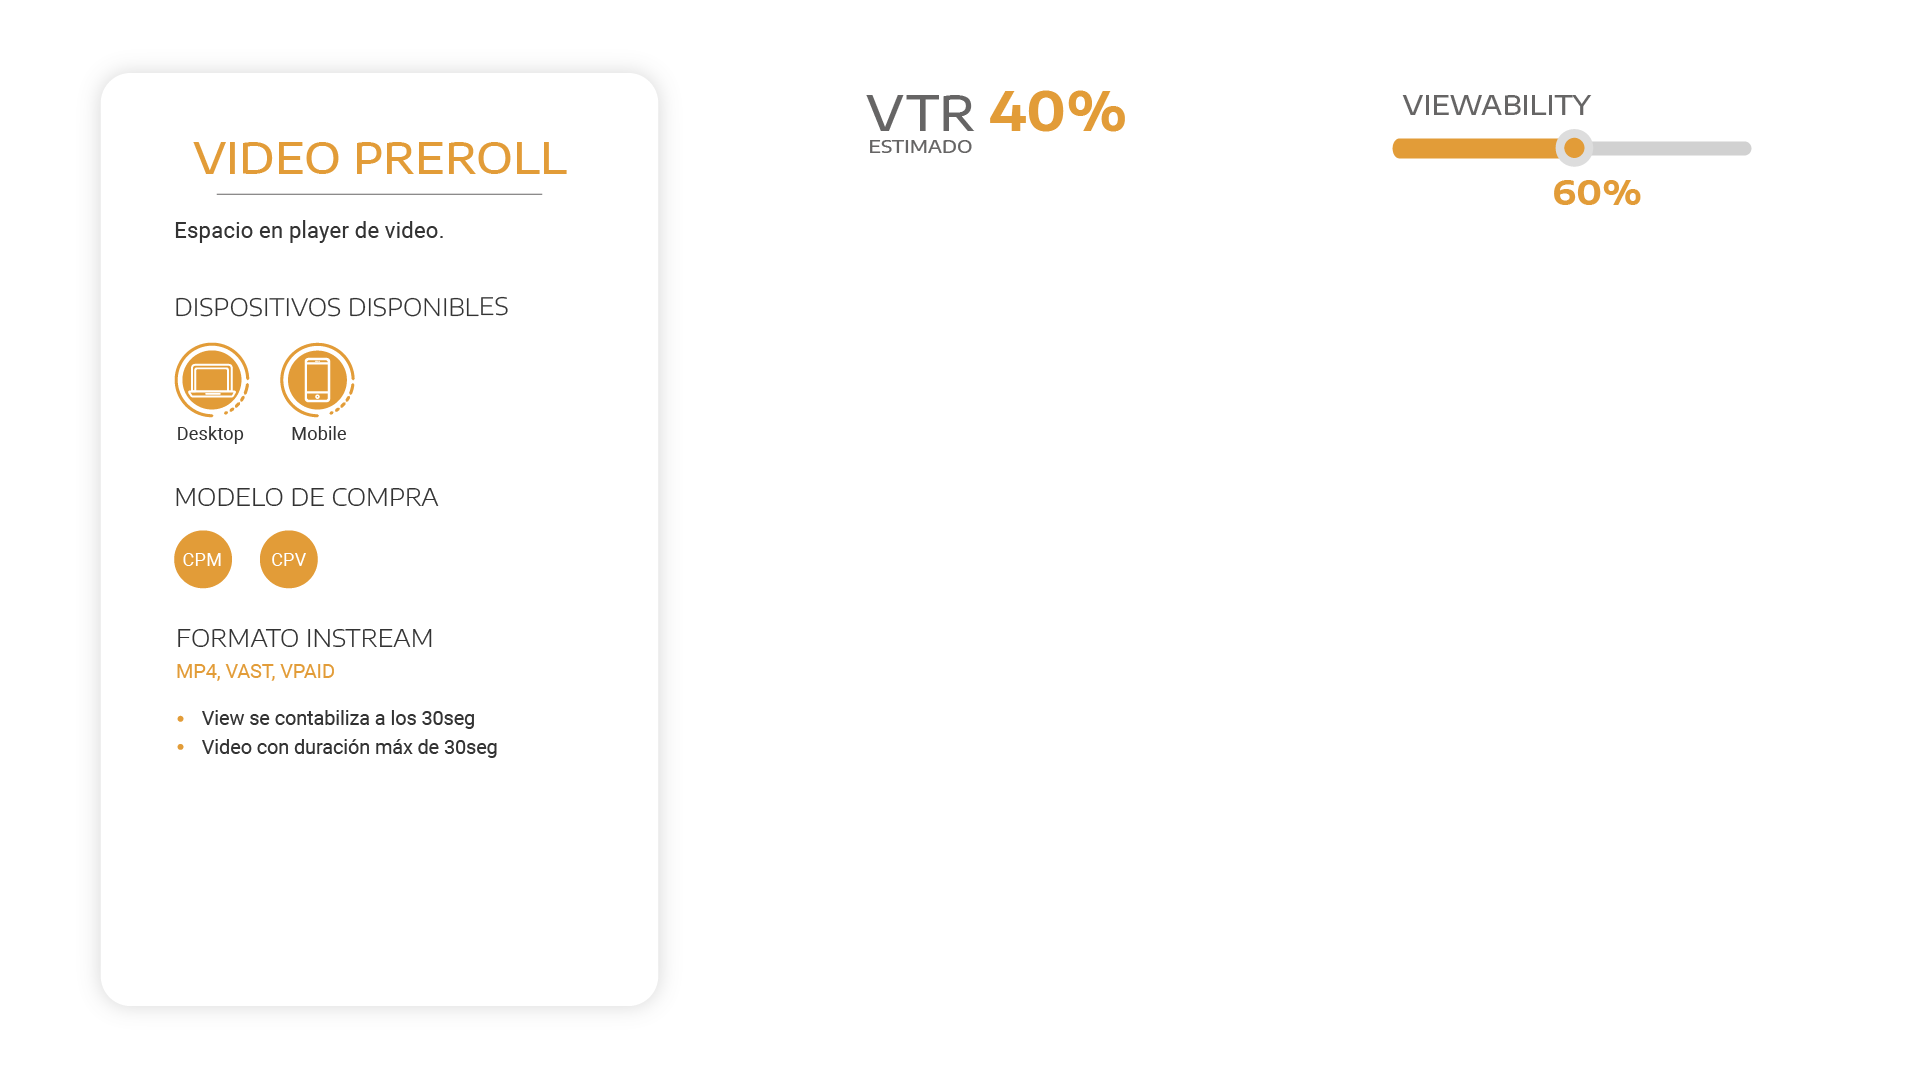 VIDEO PREROLL
Espacio en player de video.
DISPOSITIVOS DISPONIBLES
Desktop
Mobile
MODELO DE COMPRA
CPM
CPV
FORMATO INSTREAM
MP4, VAST, VPAID
• View se contabiliza a los 30seg
• Video con duración máx de 30seg
VTR 40%
ESTIMADO
VIEWABILITY
60%